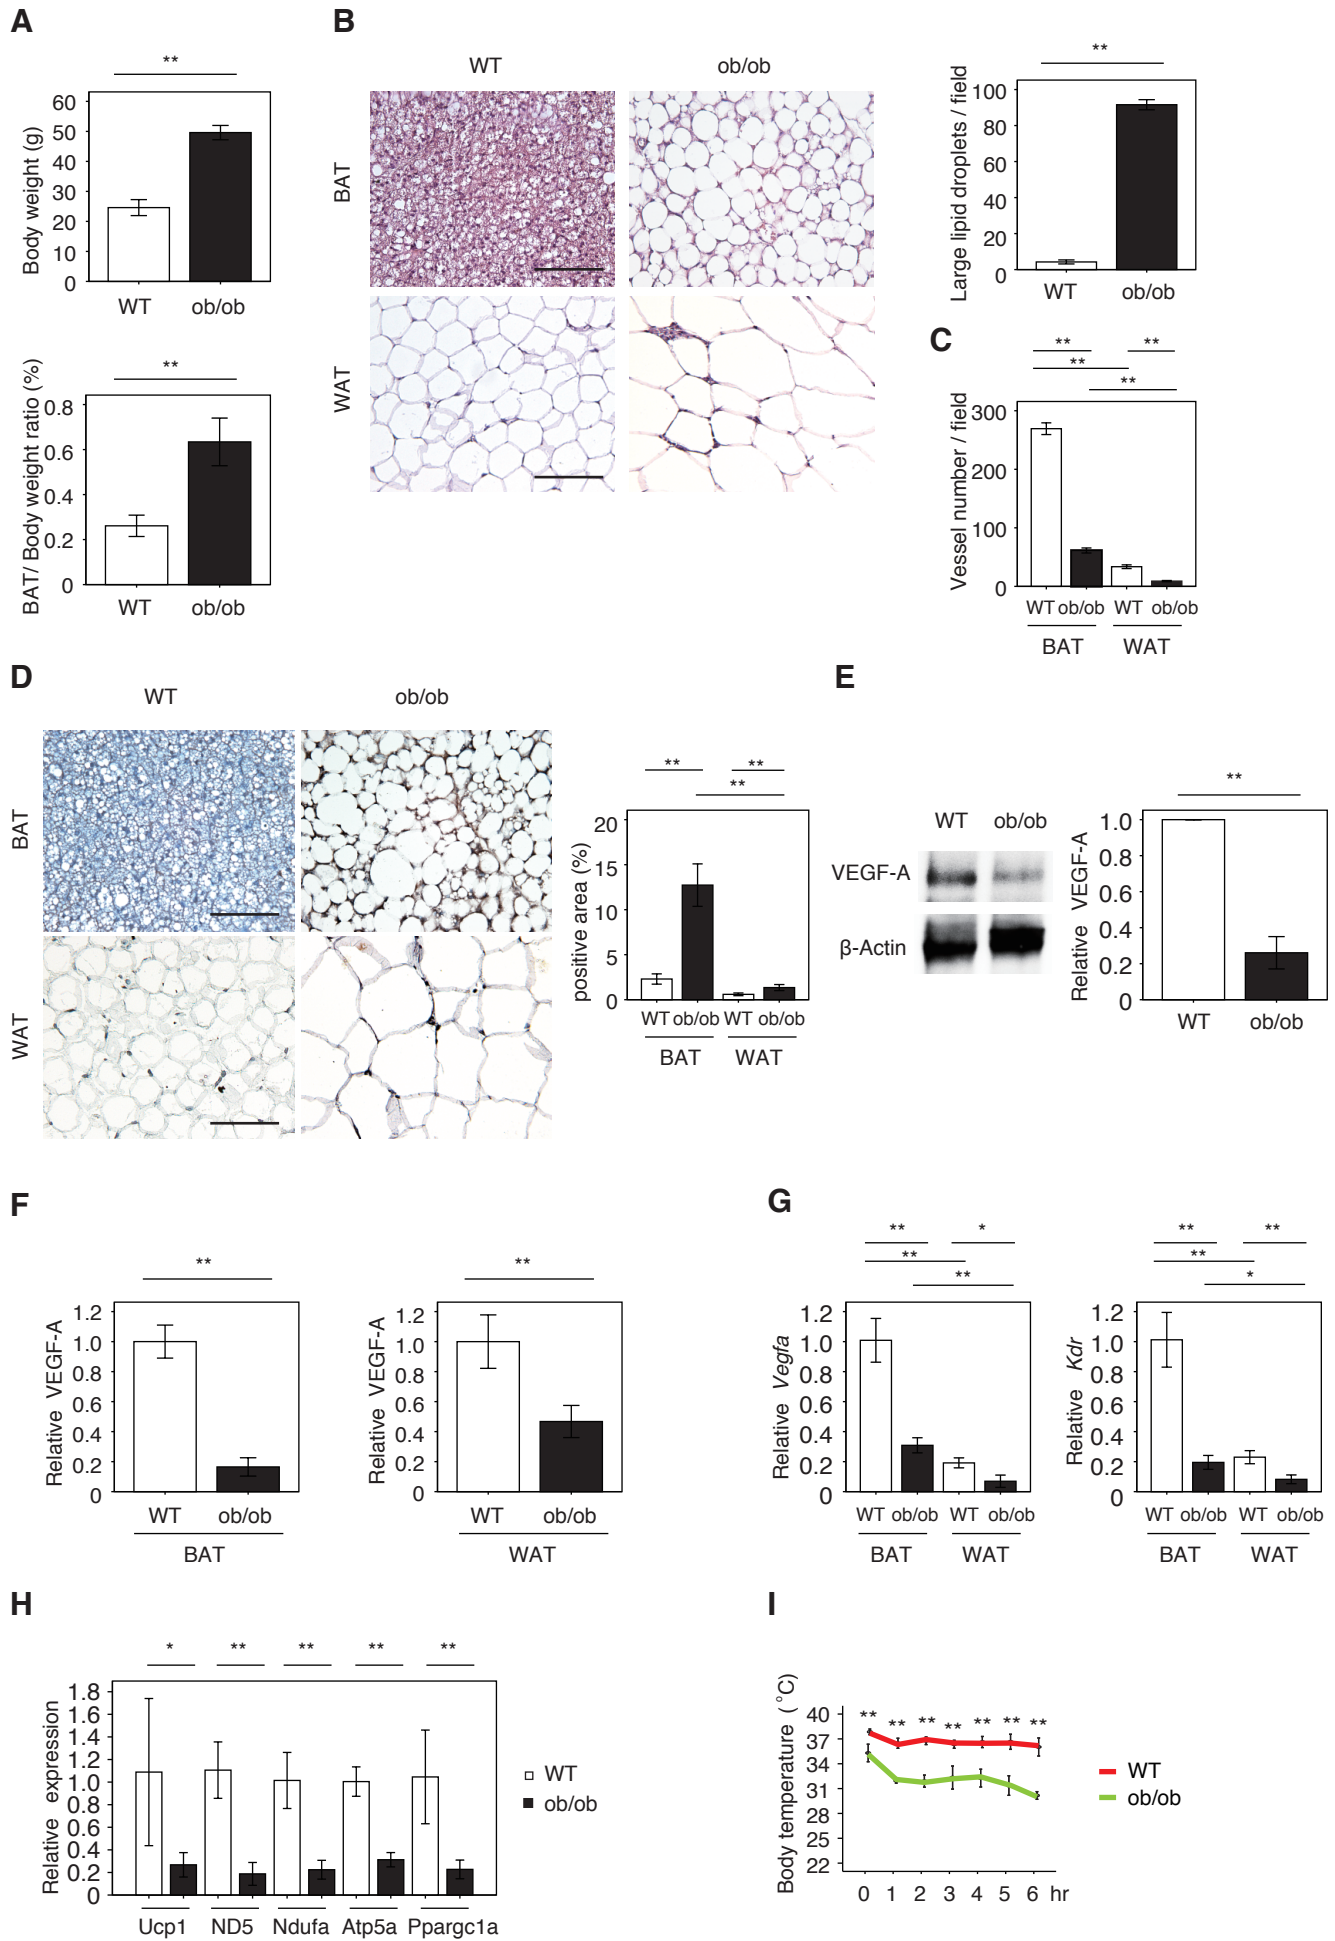 A
**
Body weight (g)
60
50
40
30
20
10
0
WT ob/ob
**
BAT/ Body weight ratio (%)
0.8
0.6
0.4
0.2
0
WT ob/ob
B
WT ob/ob
BAT
WAT
**
Large lipid droplets / field
100
80
60
40
20
0
WT ob/ob
C
** **
**
**
Vessel number / field
300
200
100
0
WT ob/ob WT ob/ob
BAT WAT
D
WT ob/ob
BAT
WAT
** **
**
positive area (%)
20
15
10
5
0
WT ob/ob WT ob/ob
BAT WAT
E
WT ob/ob
VEGF-A
β-Actin
**
Relative VEGF-A
1.0
0.8
0.6
0.4
0.2
0
WT ob/ob
F
**
Relative VEGF-A
1.2
1.0
0.8
0.6
0.4
0.2
0
WT ob/ob
BAT
**
Relative VEGF-A
1.2
1.0
0.8
0.6
0.4
0.2
0
WT ob/ob
WAT
G
** *
**
**
Relative Vegfa
1.2
1.0
0.8
0.6
0.4
0.2
0
WT ob/ob WT ob/ob
BAT WAT
** **
**
*
Relative Kdr
1.2
1.0
0.8
0.6
0.4
0.2
0
WT ob/ob WT ob/ob
BAT WAT
H
* ** ** ** **
Relative expression
1.8
1.6
1.4
1.2
1.0
0.8
0.6
0.4
0.2
0
Ucp1 ND5 Ndufa Atp5a Ppargc1a
WT
ob/ob
I
Body temperature (°C)
40
37
34
31
28
25
22
** ** ** ** ** ** **
0 1 2 3 4 5 6 hr
WT
ob/ob